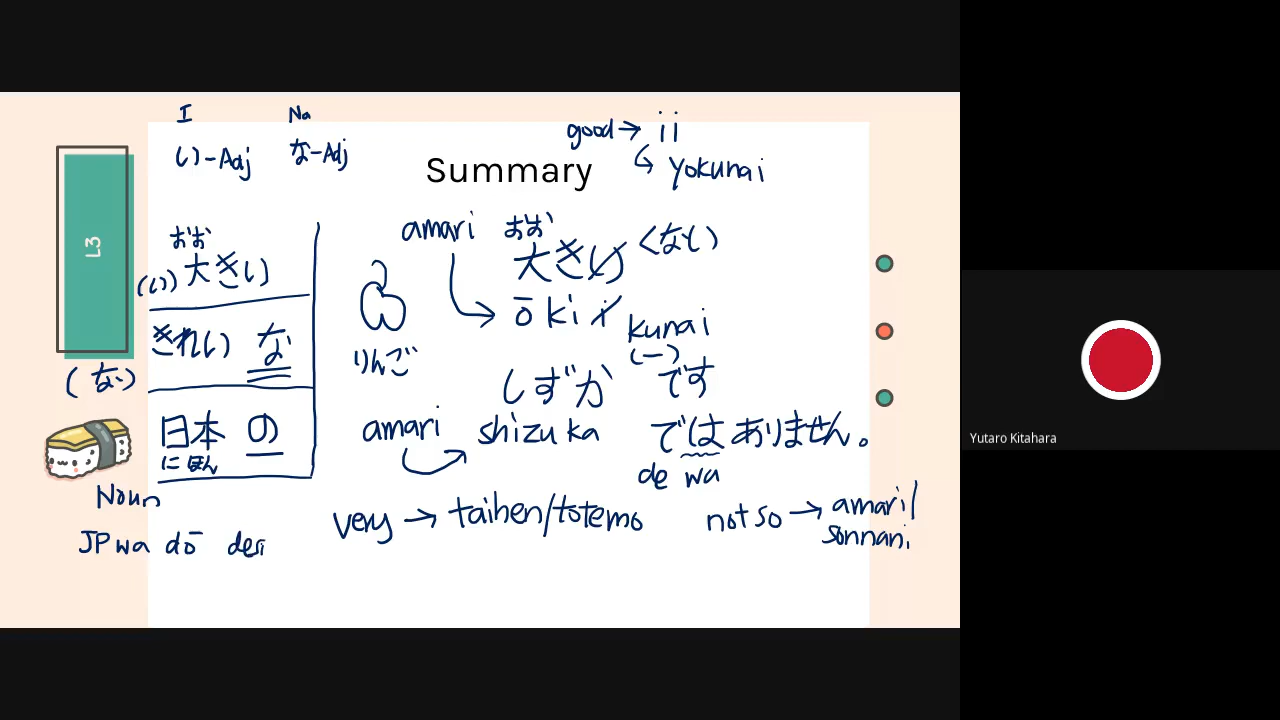 I Na
い-Adj な-Adj
good → ii
↳ yokunai
Summary
L3
おお
(い) 大きい
きれい な
(な)
日本 の
にほん
Noun
JP wa dō
amari おお
大きい くない
ōkii kunai
(ー)
りんご
しずか です
amari shizuka ではありません。
de wa
very → taihen/totemo
not so → amari/
sonnani
Yutaro Kitahara